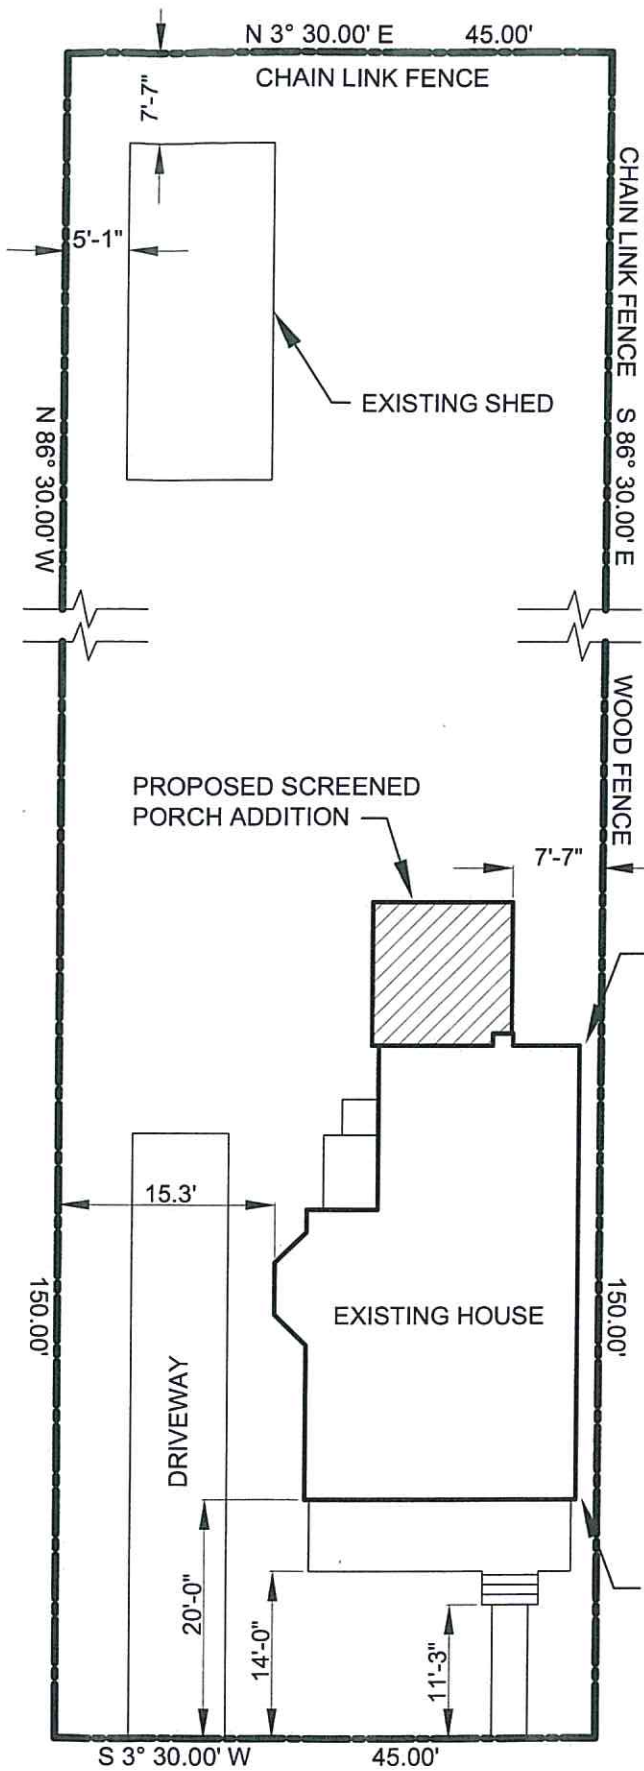 N 3° 30.00' E 45.00'
CHAIN LINK FENCE
7'-7"
5'-1"
CHAIN LINK FENCE S 86° 30.00' E
EXISTING SHED
N 86° 30.00' W
WOOD FENCE
PROPOSED SCREENED
PORCH ADDITION
7'-7"
15.3'
150.00'
EXISTING HOUSE
150.00'
DRIVEWAY
20'-0"
14'-0"
11'-3"
S 3° 30.00' W 45.00'